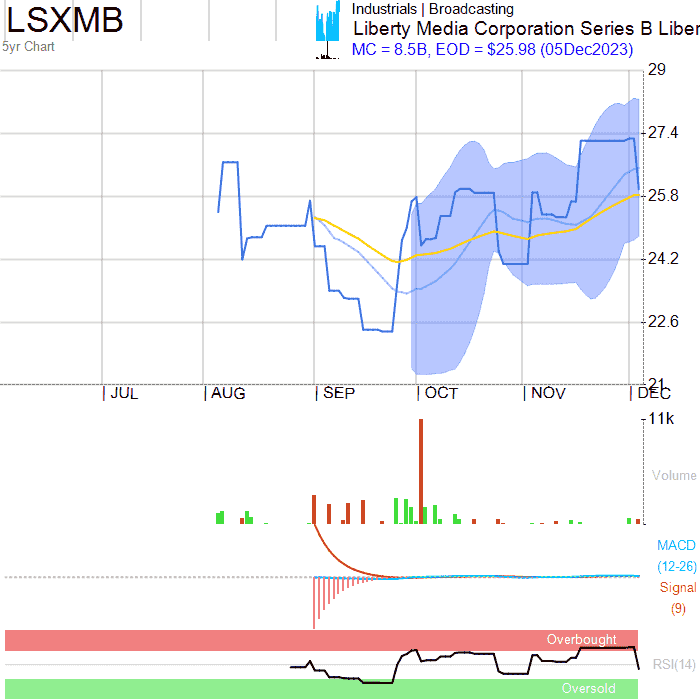 LSXMB
Industrials | Broadcasting
Liberty Media Corporation Series B Liber
5yr Chart
MC = 8.5B, EOD = $25.98 (05Dec2023)
29
27.4
25.8
24.2
22.6
21
JUL
AUG
SEP
OCT
NOV
DEC
11k
Volume
MACD
(12-26)
Signal
(9)
Overbought
RSI(14)
Oversold